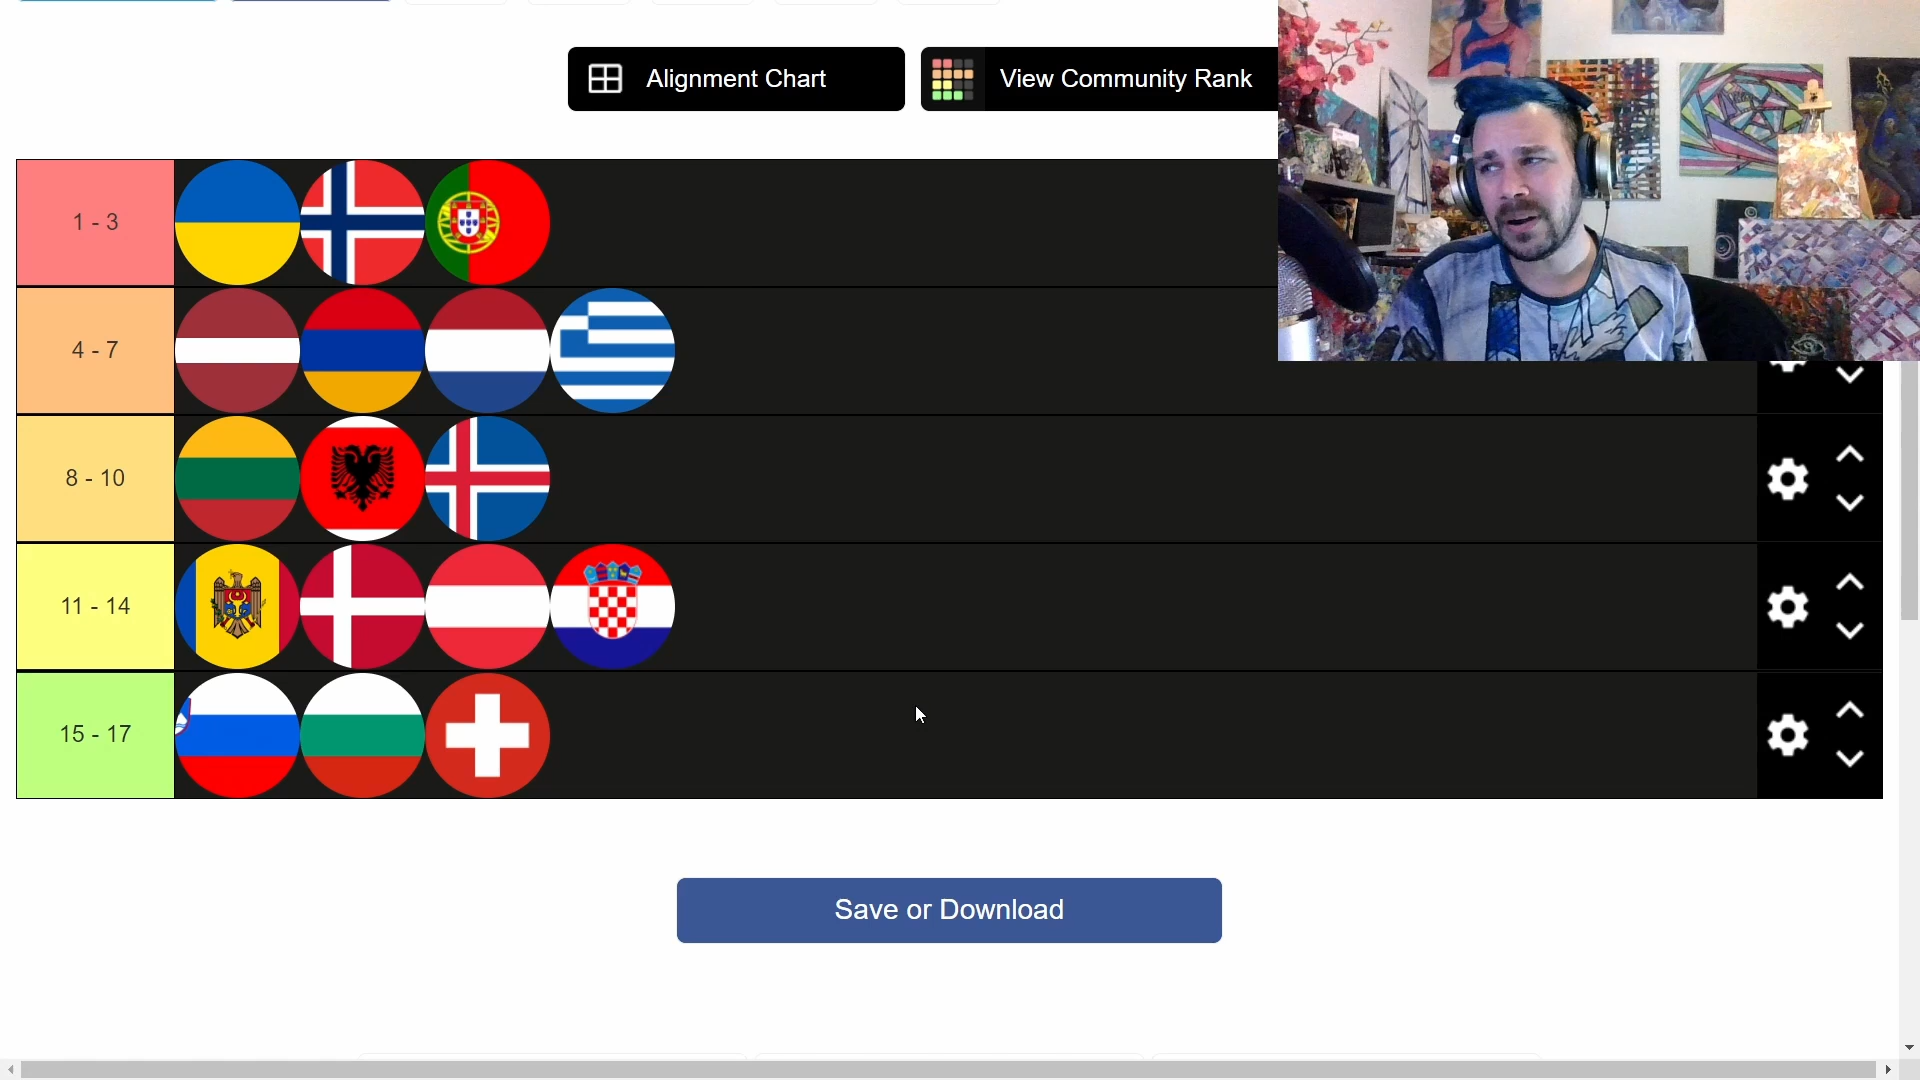 Alignment Chart
View Community Rank
1 - 3
4 - 7
8 - 10
11 - 14
15 - 17
Save or Download